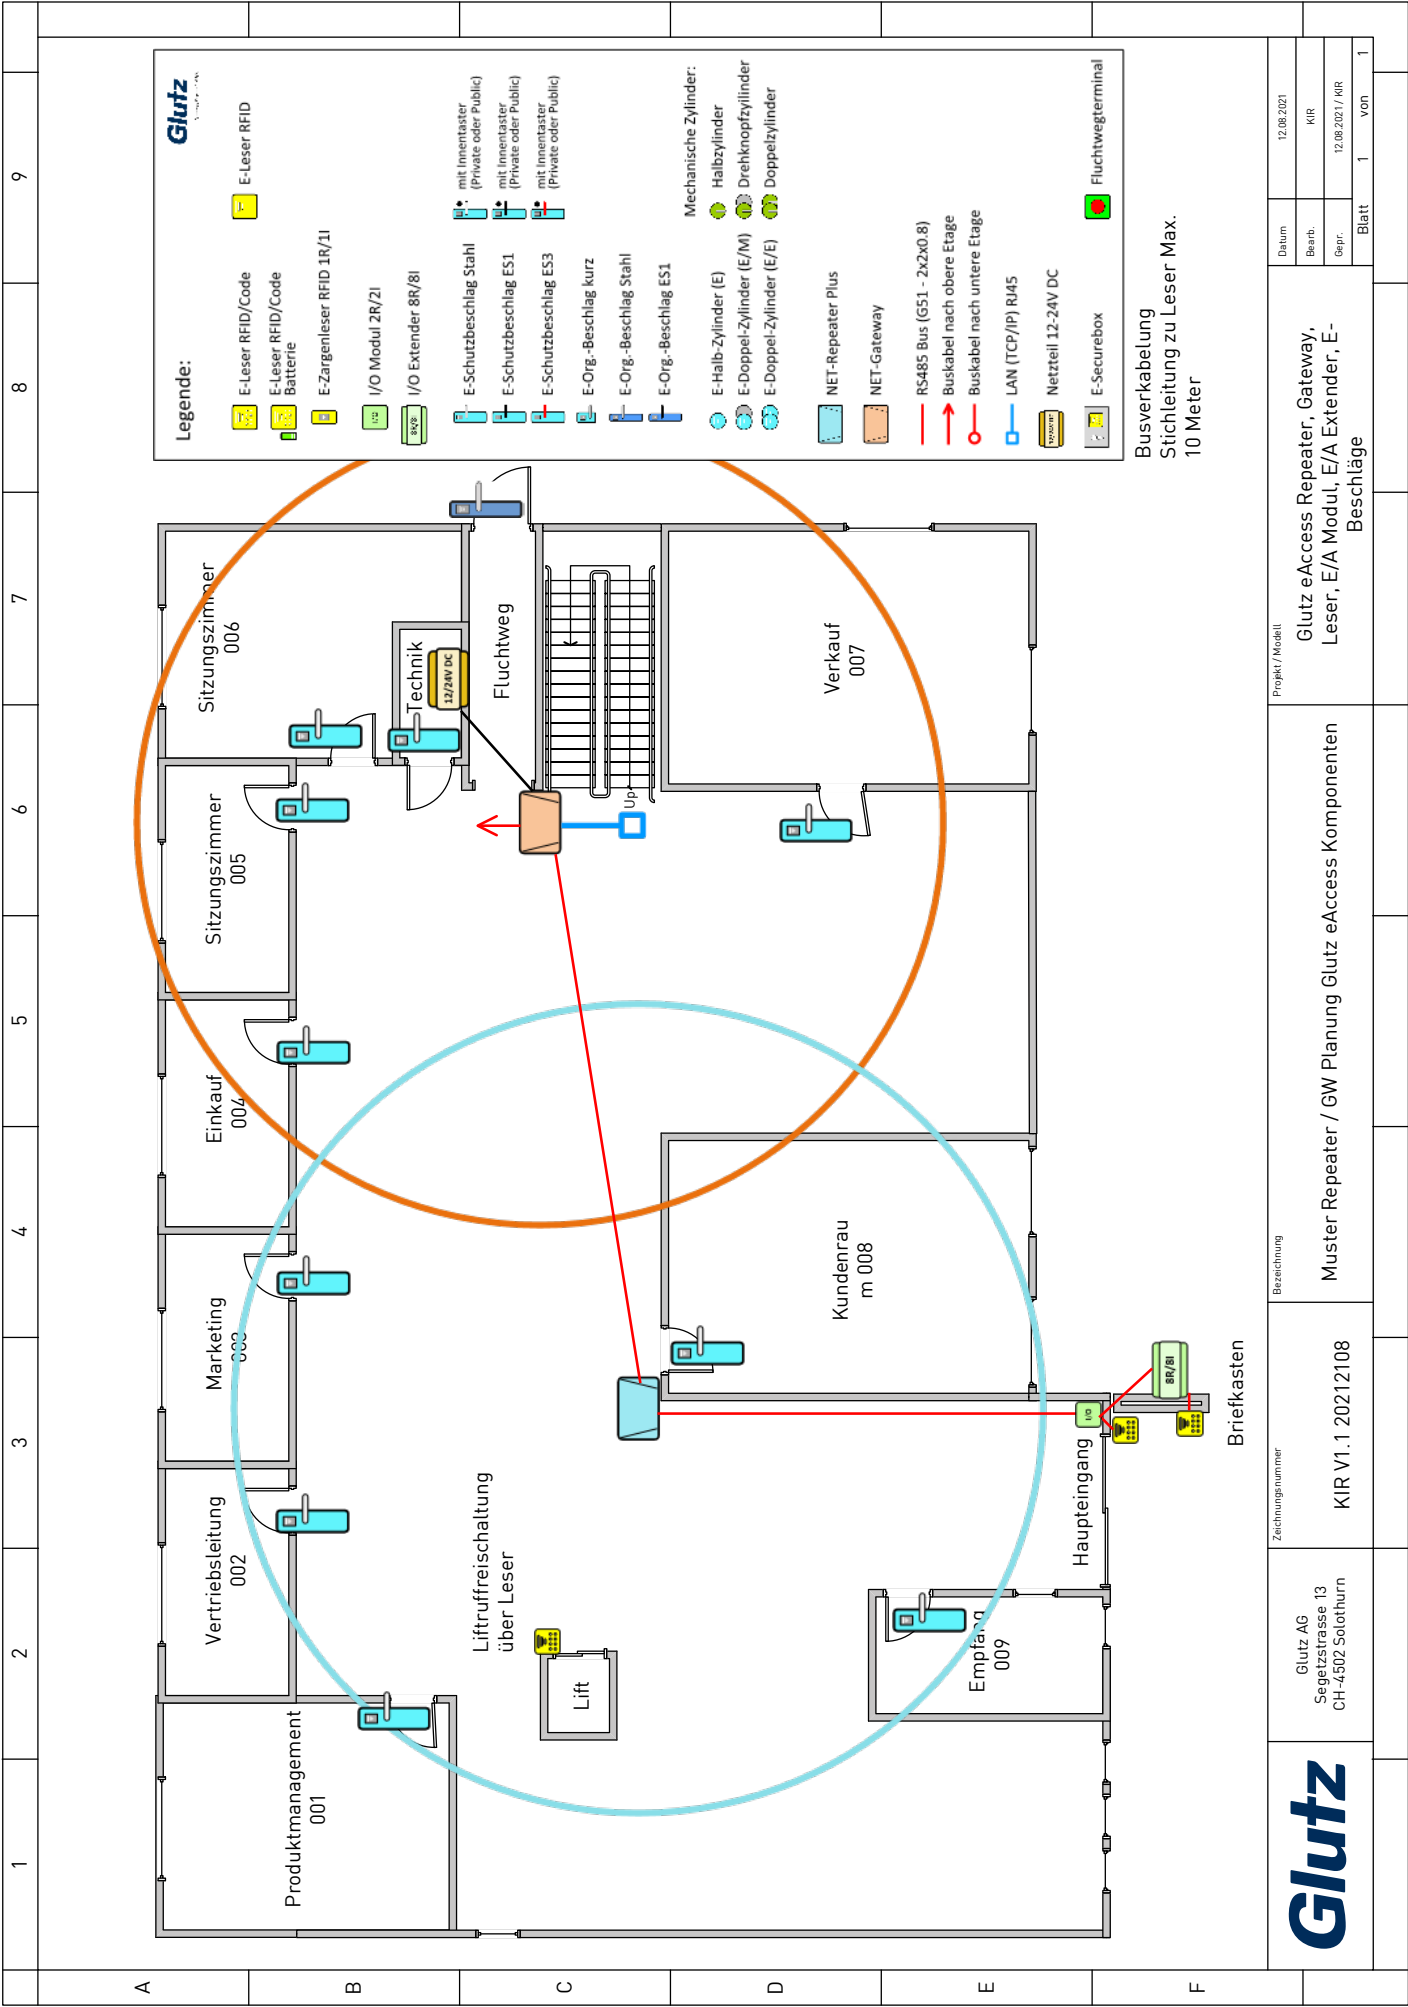 1
2
3
4
5
6
7
8
9
A
B
C
D
E
F
Produktmanagement
001
Vertriebsleitung
002
Marketing
003
Einkauf
004
Sitzungszimmer
005
Sitzungszimmer
006
Technik
12/24V DC
Fluchtweg
Up
Verkauf
007
Kundenrau
m 008
Liftruffreischaltung
über Leser
Lift
Empfang
009
Haupteingang
I/O
8R/8I
Briefkasten
Glutz
Legende:
E-Leser RFID/Code
E-Leser RFID
E-Leser RFID/Code
Batterie
E-Zargenleser RFID 1R/1I
I/O Modul 2R/2I
I/O Extender 8R/8I
E-Schutzbeschlag Stahl
mit Innentaster
(Private oder Public)
E-Schutzbeschlag ES1
mit Innentaster
(Private oder Public)
E-Schutzbeschlag ES3
mit Innentaster
(Private oder Public)
E-Org.-Beschlag kurz
E-Org.-Beschlag Stahl
E-Org.-Beschlag ES1
Mechanische Zylinder:
E-Halb-Zylinder (E)
Halbzylinder
E-Doppel-Zylinder (E/M)
Drehknopfzyilinder
E-Doppel-Zylinder (E/E)
Doppelzylinder
NET-Repeater Plus
NET-Gateway
RS485 Bus (G51 - 2x2x0.8)
Buskabel nach obere Etage
Buskabel nach untere Etage
LAN (TCP/IP) RJ45
Netzteil 12-24V DC
E-Securebox
Fluchtwegterminal
Busverkabelung
Stichleitung zu Leser Max.
10 Meter
Glutz
Glutz AG
Segetzstrasse 13
CH-4502 Solothurn
Zeichnungsnummer
KIR V1.1 20212108
Bezeichnung
Muster Repeater / GW Planung Glutz eAccess Komponenten
Projekt / Modell
Glutz eAccess Repeater, Gateway,
Leser, E/A Modul, E/A Extender, E-
Beschläge
Datum 12.08.2021
Bearb. KIR
Gepr. 12.08.2021 / KIR
Blatt 1 von 1